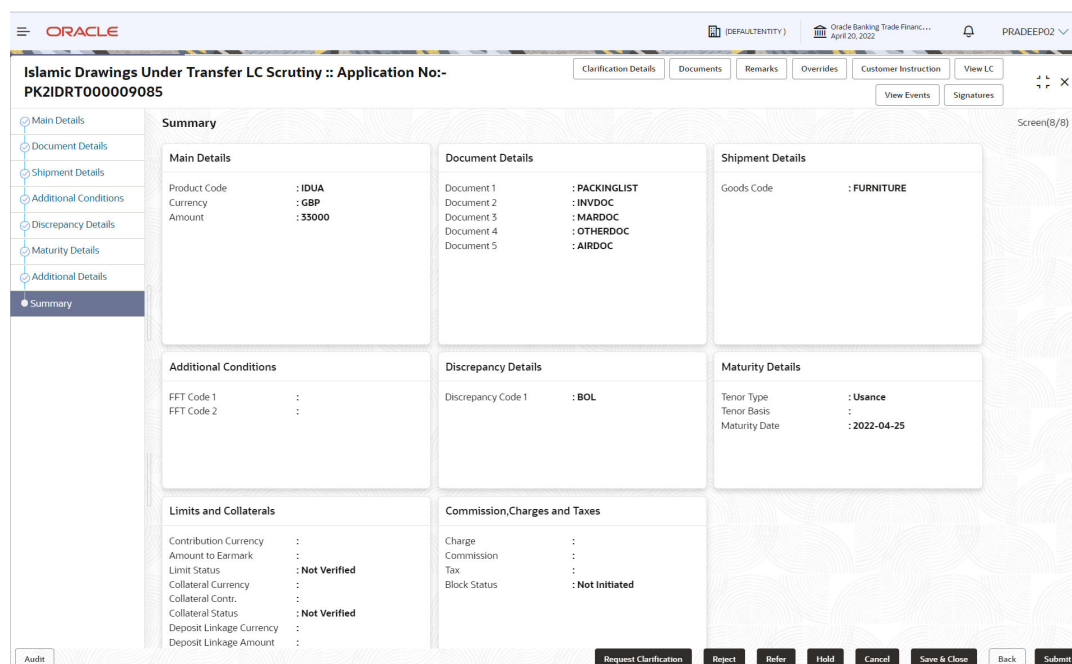 ORACLE
(DEFAULTENTITY )
Oracle Banking Trade Financ...
April 20, 2022
PRADEEP02
Islamic Drawings Under Transfer LC Scrutiny :: Application No:-
PK2IDRT000009085
Clarification Details
Documents
Remarks
Overrides
Customer Instruction
View LC
View Events
Signatures
Main Details
Document Details
Shipment Details
Additional Conditions
Discrepancy Details
Maturity Details
Additional Details
Summary
Summary
Screen(8/8)
Main Details
Product Code : IDUA
Currency : GBP
Amount : 33000
Document Details
Document 1 : PACKINGLIST
Document 2 : INVDOC
Document 3 : MARDOC
Document 4 : OTHERDOC
Document 5 : AIRDOC
Shipment Details
Goods Code : FURNITURE
Additional Conditions
FFT Code 1 :
FFT Code 2 :
Discrepancy Details
Discrepancy Code 1 : BOL
Maturity Details
Tenor Type : Usance
Tenor Basis :
Maturity Date : 2022-04-25
Limits and Collaterals
Contribution Currency :
Amount to Earmark :
Limit Status : Not Verified
Collateral Currency :
Collateral Contr. :
Collateral Status : Not Verified
Deposit Linkage Currency :
Deposit Linkage Amount :
Commission,Charges and Taxes
Charge :
Commission :
Tax :
Block Status : Not Initiated
Audit
Request Clarification
Reject
Refer
Hold
Cancel
Save & Close
Back
Submit